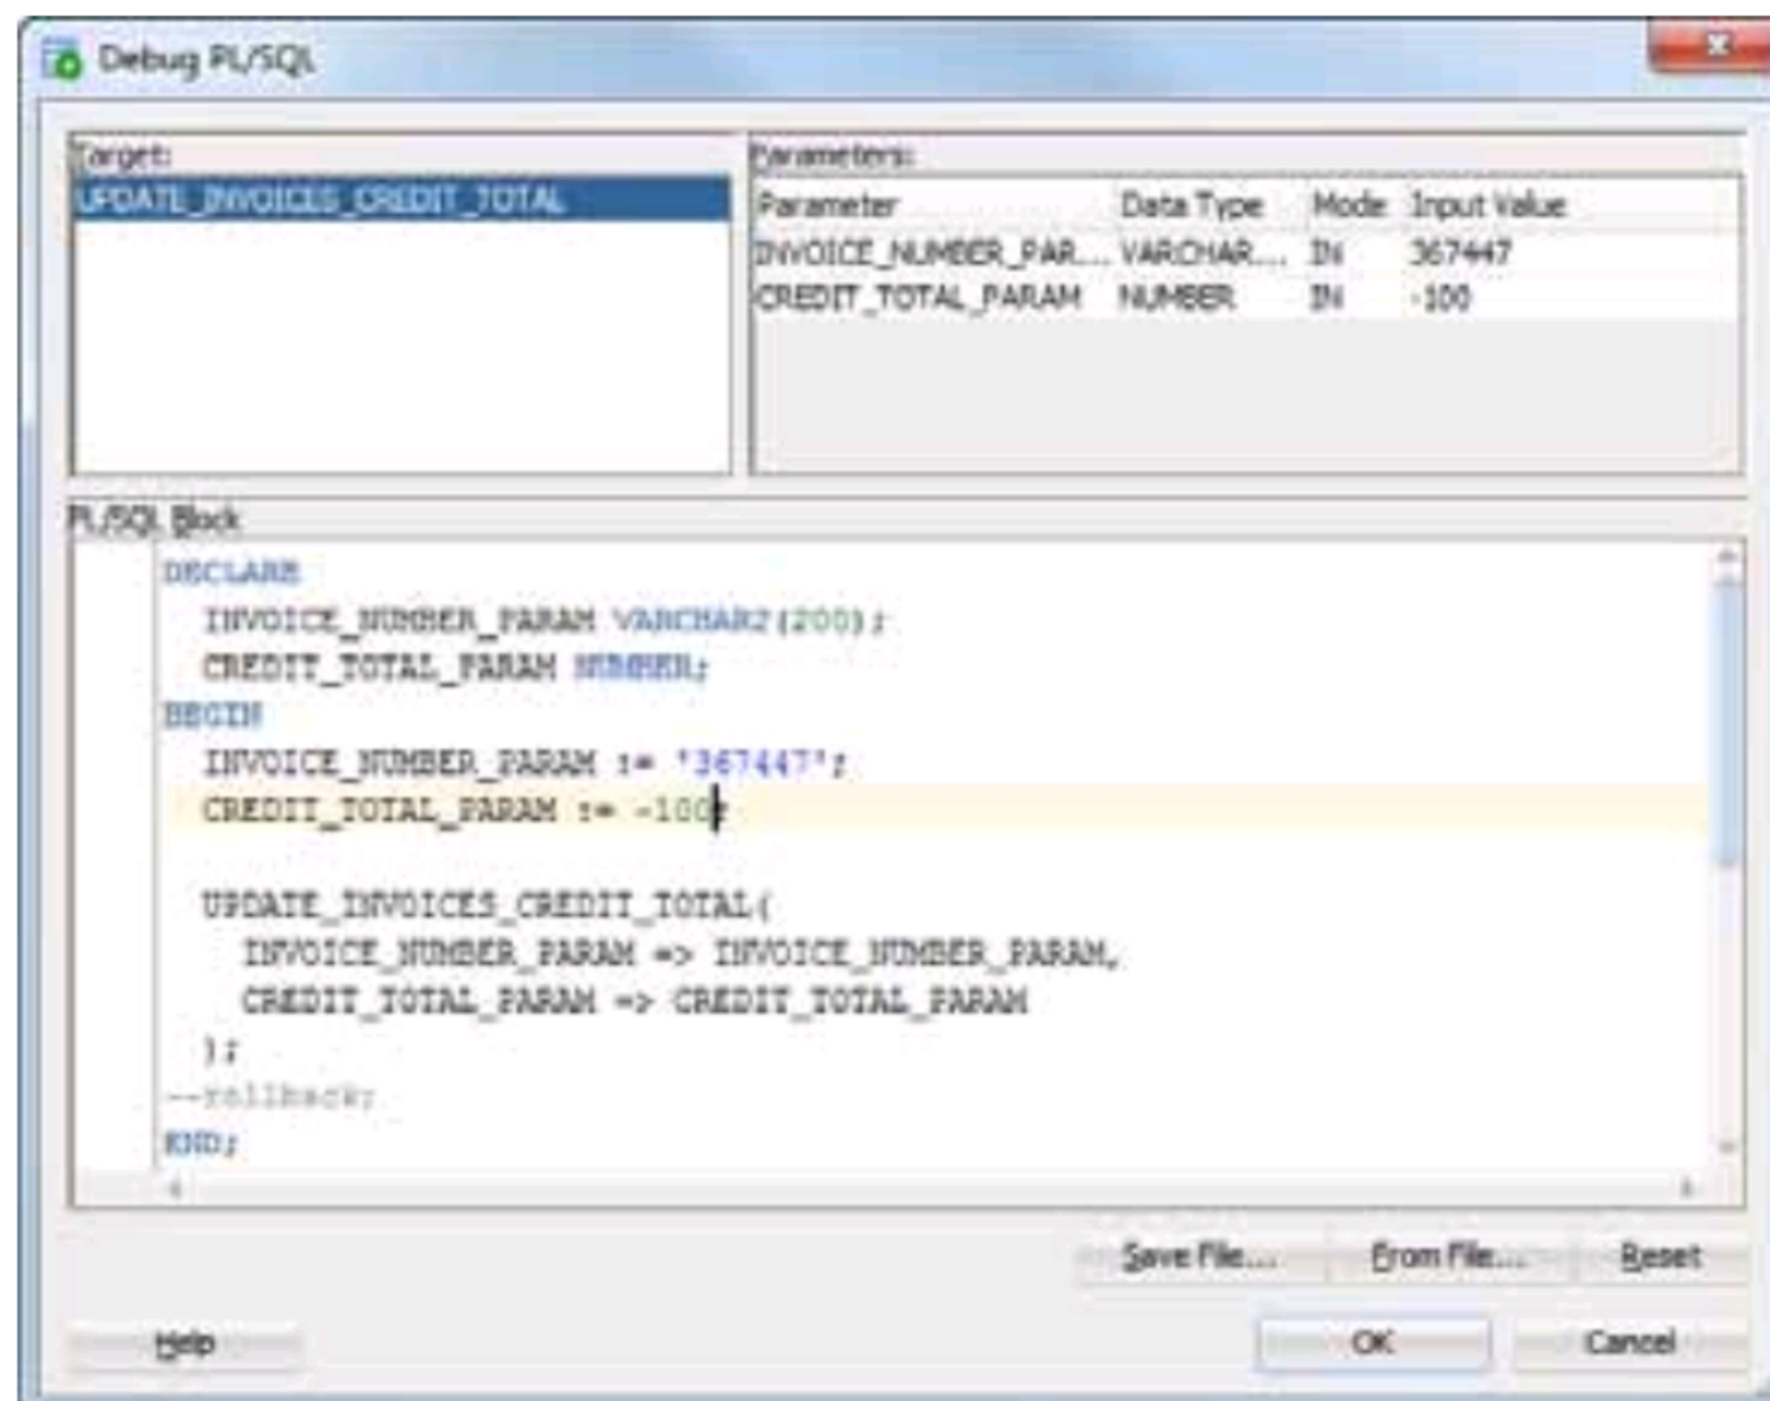 Debug PL/SQL
Target:
UPDATE_INVOICES_CREDIT_TOTAL
Parameters:
Parameter Data Type Mode Input Value
INVOICE_NUMBER_PAR... VARCHAR... IN 367447
CREDIT_TOTAL_PARAM NUMBER IN -100
PL/SQL Block
DECLARE
INVOICE_NUMBER_PARAM VARCHAR2(200);
CREDIT_TOTAL_PARAM NUMBER;
BEGIN
INVOICE_NUMBER_PARAM := '367447';
CREDIT_TOTAL_PARAM := -100;
UPDATE_INVOICES_CREDIT_TOTAL(
INVOICE_NUMBER_PARAM => INVOICE_NUMBER_PARAM,
CREDIT_TOTAL_PARAM => CREDIT_TOTAL_PARAM
);
--rollback;
END;
Save File... From File... Reset
Help OK Cancel